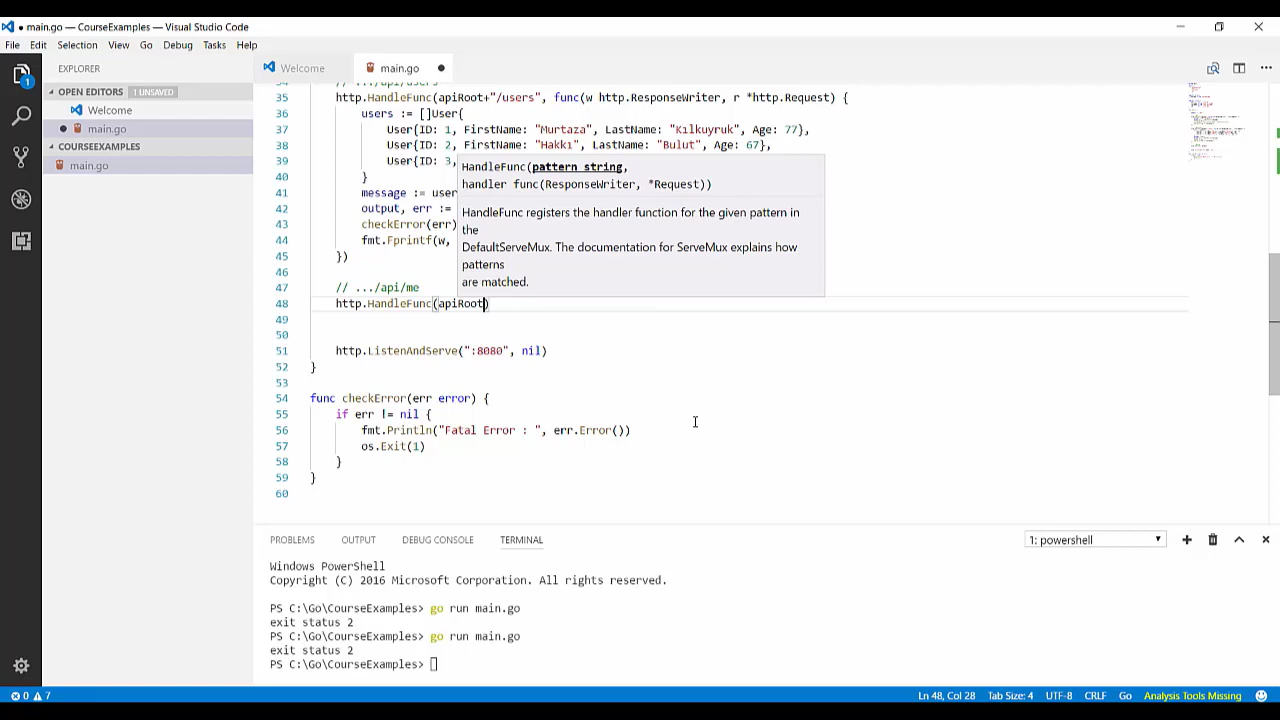 main.go — CourseExamples — Visual Studio Code
File Edit Selection View Go Debug Tasks Help
EXPLORER
Welcome
main.go
OPEN EDITORS 1 UNSAVED
Welcome
main.go
COURSEEXAMPLES
main.go
1
35 http.HandleFunc(apiRoot+"/users", func(w http.ResponseWriter, r *http.Request) {
36 users := []User{
37 User{ID: 1, FirstName: "Murtaza", LastName: "Kılkuyruk", Age: 77},
38 User{ID: 2, FirstName: "Hakkı", LastName: "Bulut", Age: 67},
39 User{ID: 3,
40 }
41 message := user
42 output, err :=
43 checkError(err)
44 fmt.Fprintf(w,
45 })
46
47 // .../api/me
48 http.HandleFunc(apiRoot)
49
50
51 http.ListenAndServe(":8080", nil)
52 }
53
54 func checkError(err error) {
55 if err != nil {
56 fmt.Println("Fatal Error : ", err.Error())
57 os.Exit(1)
58 }
59 }
60
HandleFunc(pattern string,
handler func(ResponseWriter, *Request))
HandleFunc registers the handler function for the given pattern in
the
DefaultServeMux. The documentation for ServeMux explains how
patterns
are matched.
PROBLEMS OUTPUT DEBUG CONSOLE TERMINAL 1: powershell
Windows PowerShell
Copyright (C) 2016 Microsoft Corporation. All rights reserved.
PS C:\Go\CourseExamples> go run main.go
exit status 2
PS C:\Go\CourseExamples> go run main.go
exit status 2
PS C:\Go\CourseExamples>
0 7 Ln 48, Col 28 Tab Size: 4 UTF-8 CRLF Go Analysis Tools Missing